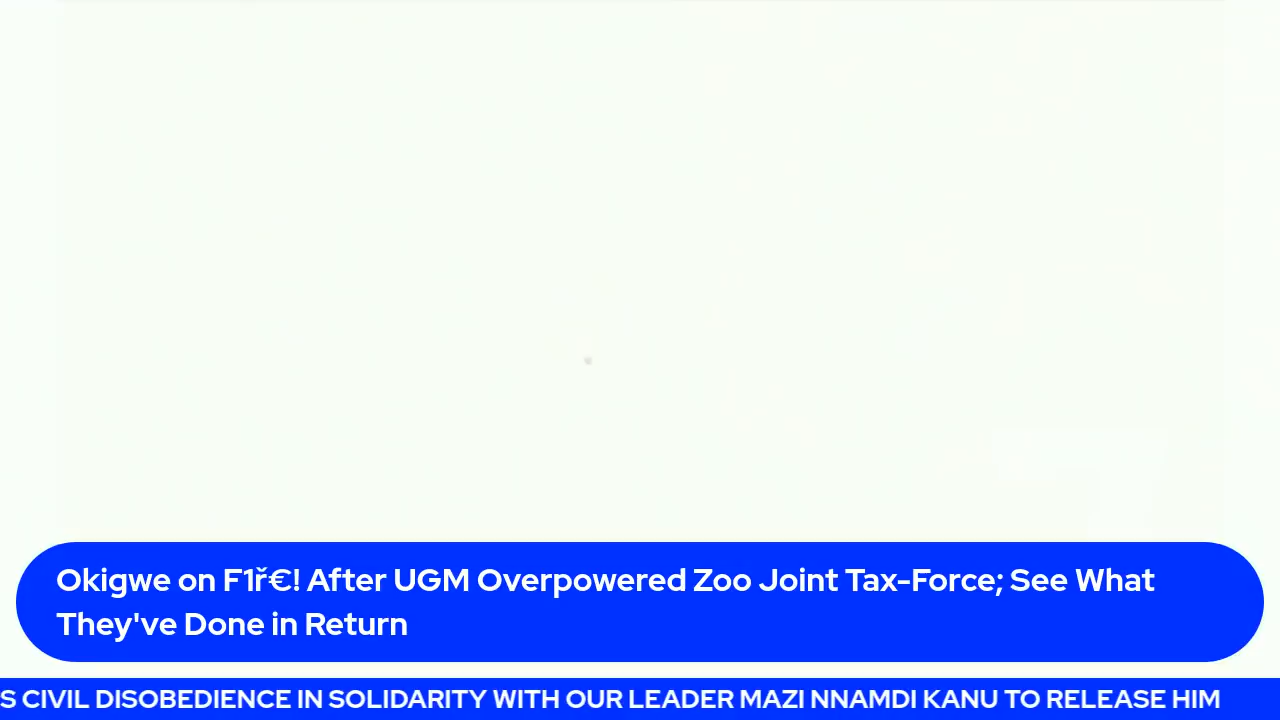 Okigwe on F1ř€! After UGM Overpowered Zoo Joint Tax-Force; See What
They've Done in Return
S CIVIL DISOBEDIENCE IN SOLIDARITY WITH OUR LEADER MAZI NNAMDI KANU TO RELEASE HIM